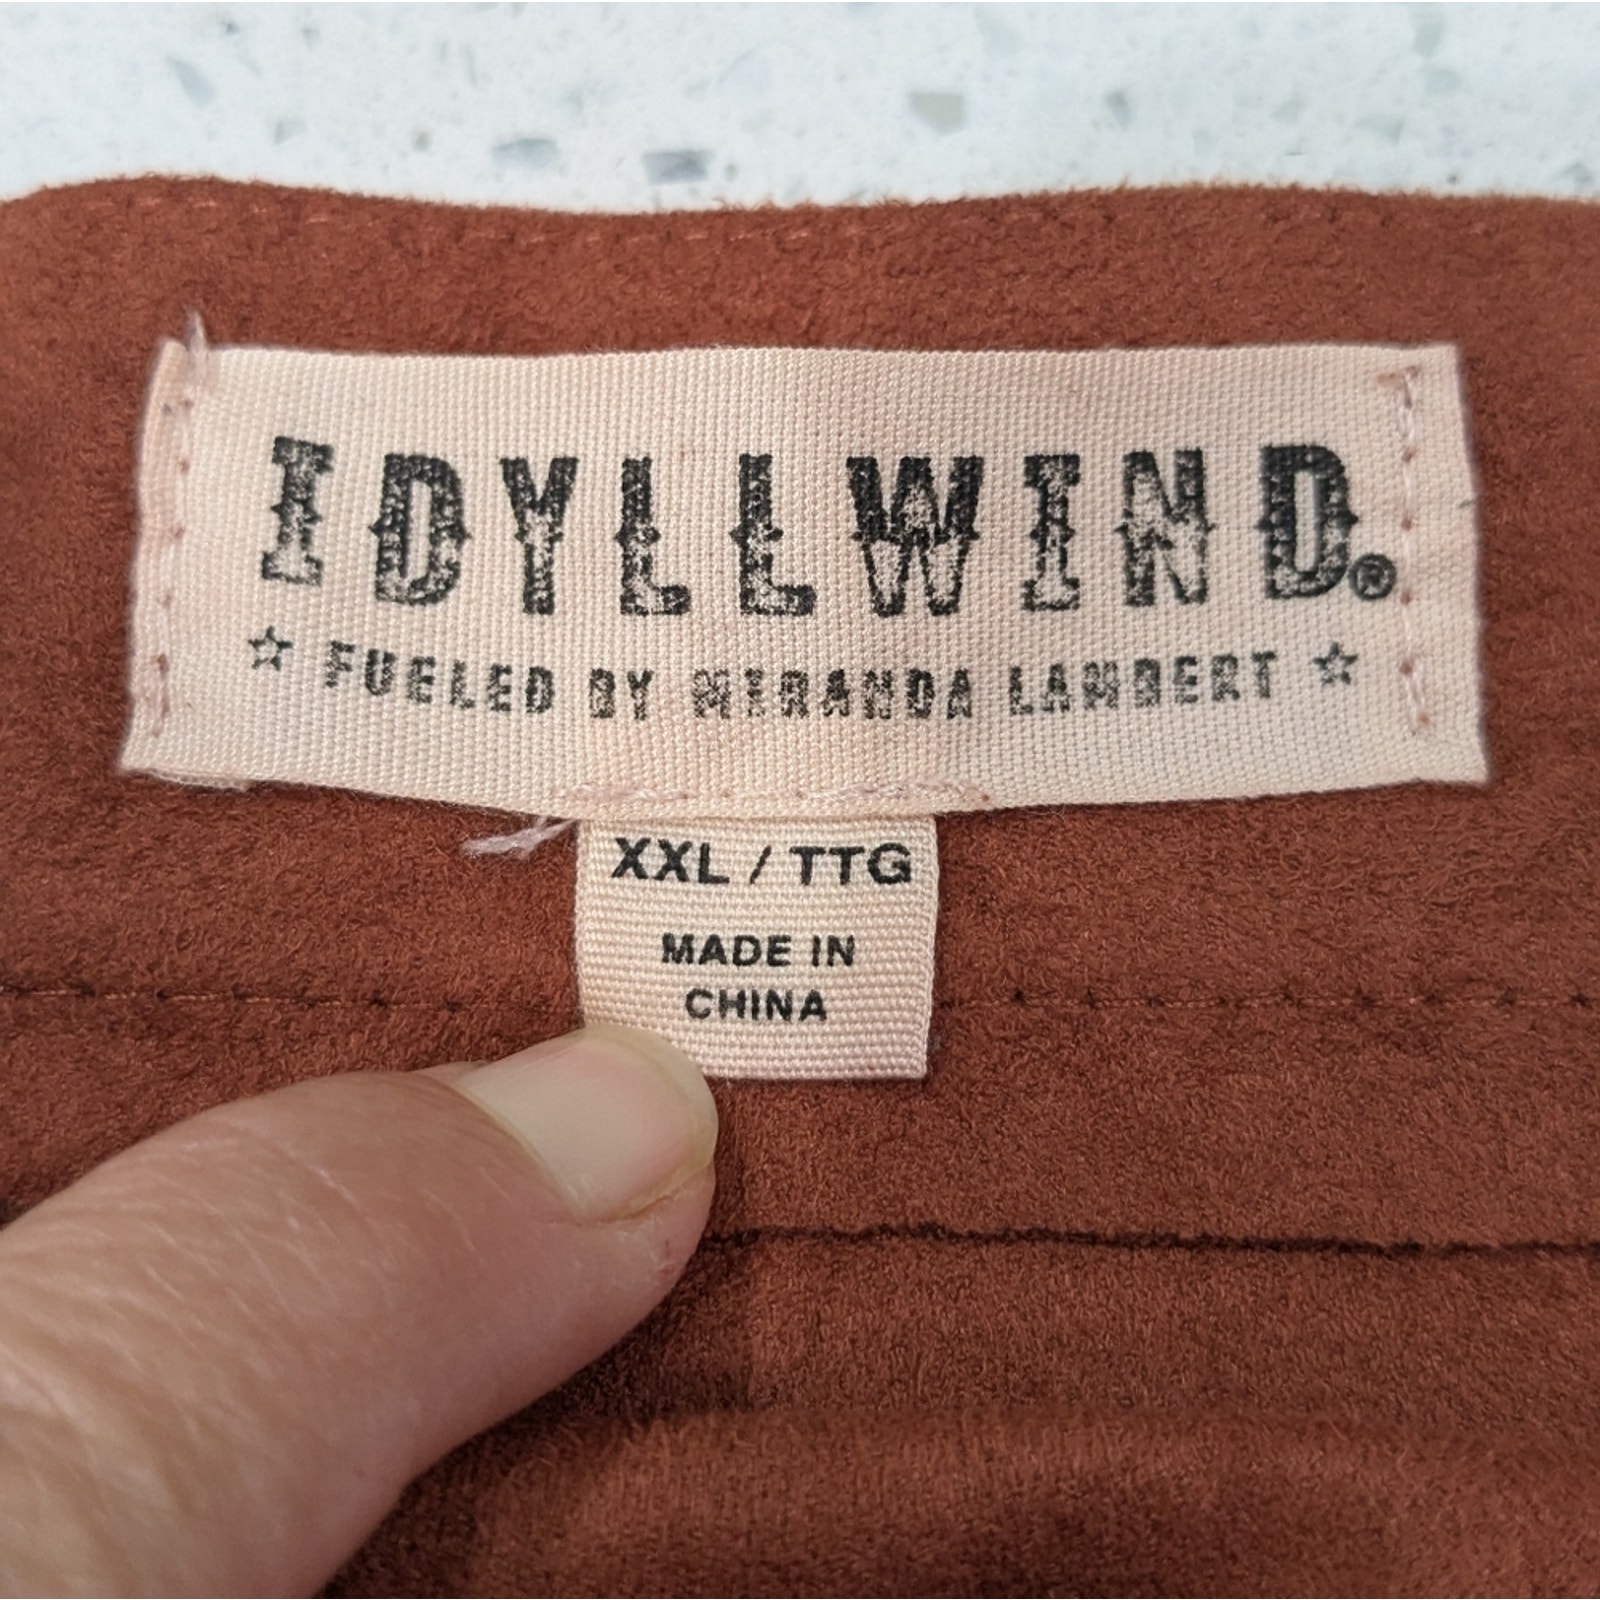 IDYLLWIND®
☆ FUELED BY MIRANDA LAMBERT ☆
XXL / TTG
MADE IN
CHINA